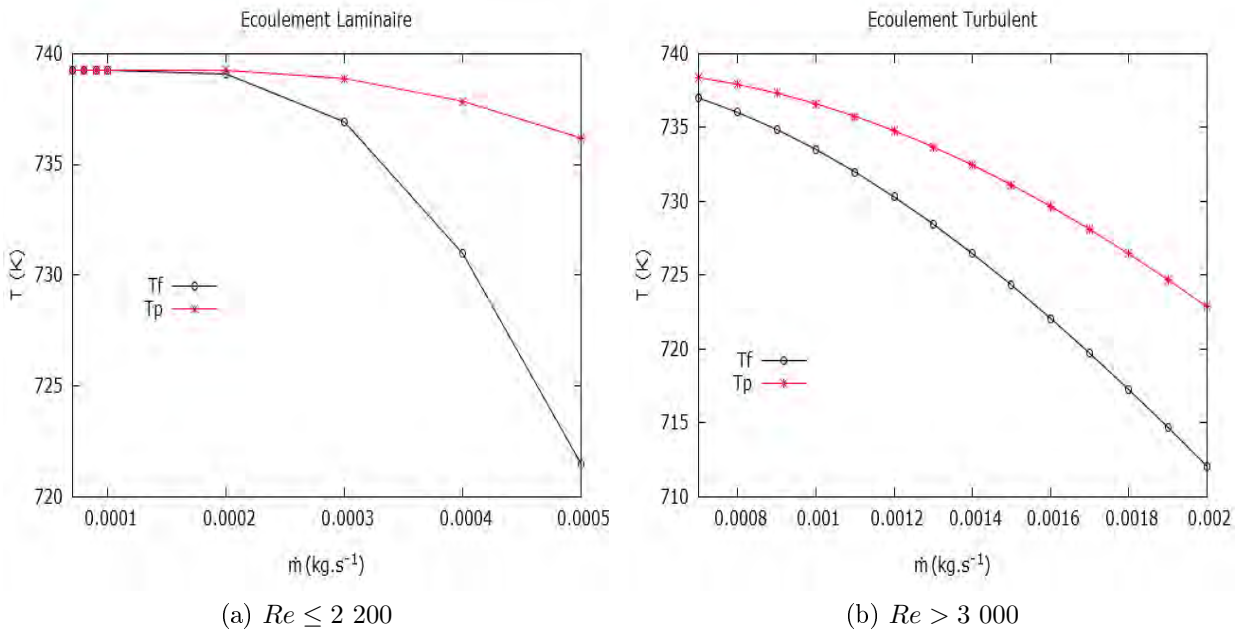 Ecoulement Laminaire
740
735
730
725
720
T (K)
Tf
Tp
0.0001
0.0002
0.0003
0.0004
0.0005
ṁ (kg.s⁻¹)
(a) Re ≤ 2 200
Ecoulement Turbulent
740
735
730
725
720
715
710
T (K)
Tf
Tp
0.0008
0.001
0.0012
0.0014
0.0016
0.0018
0.002
ṁ (kg.s⁻¹)
(b) Re > 3 000